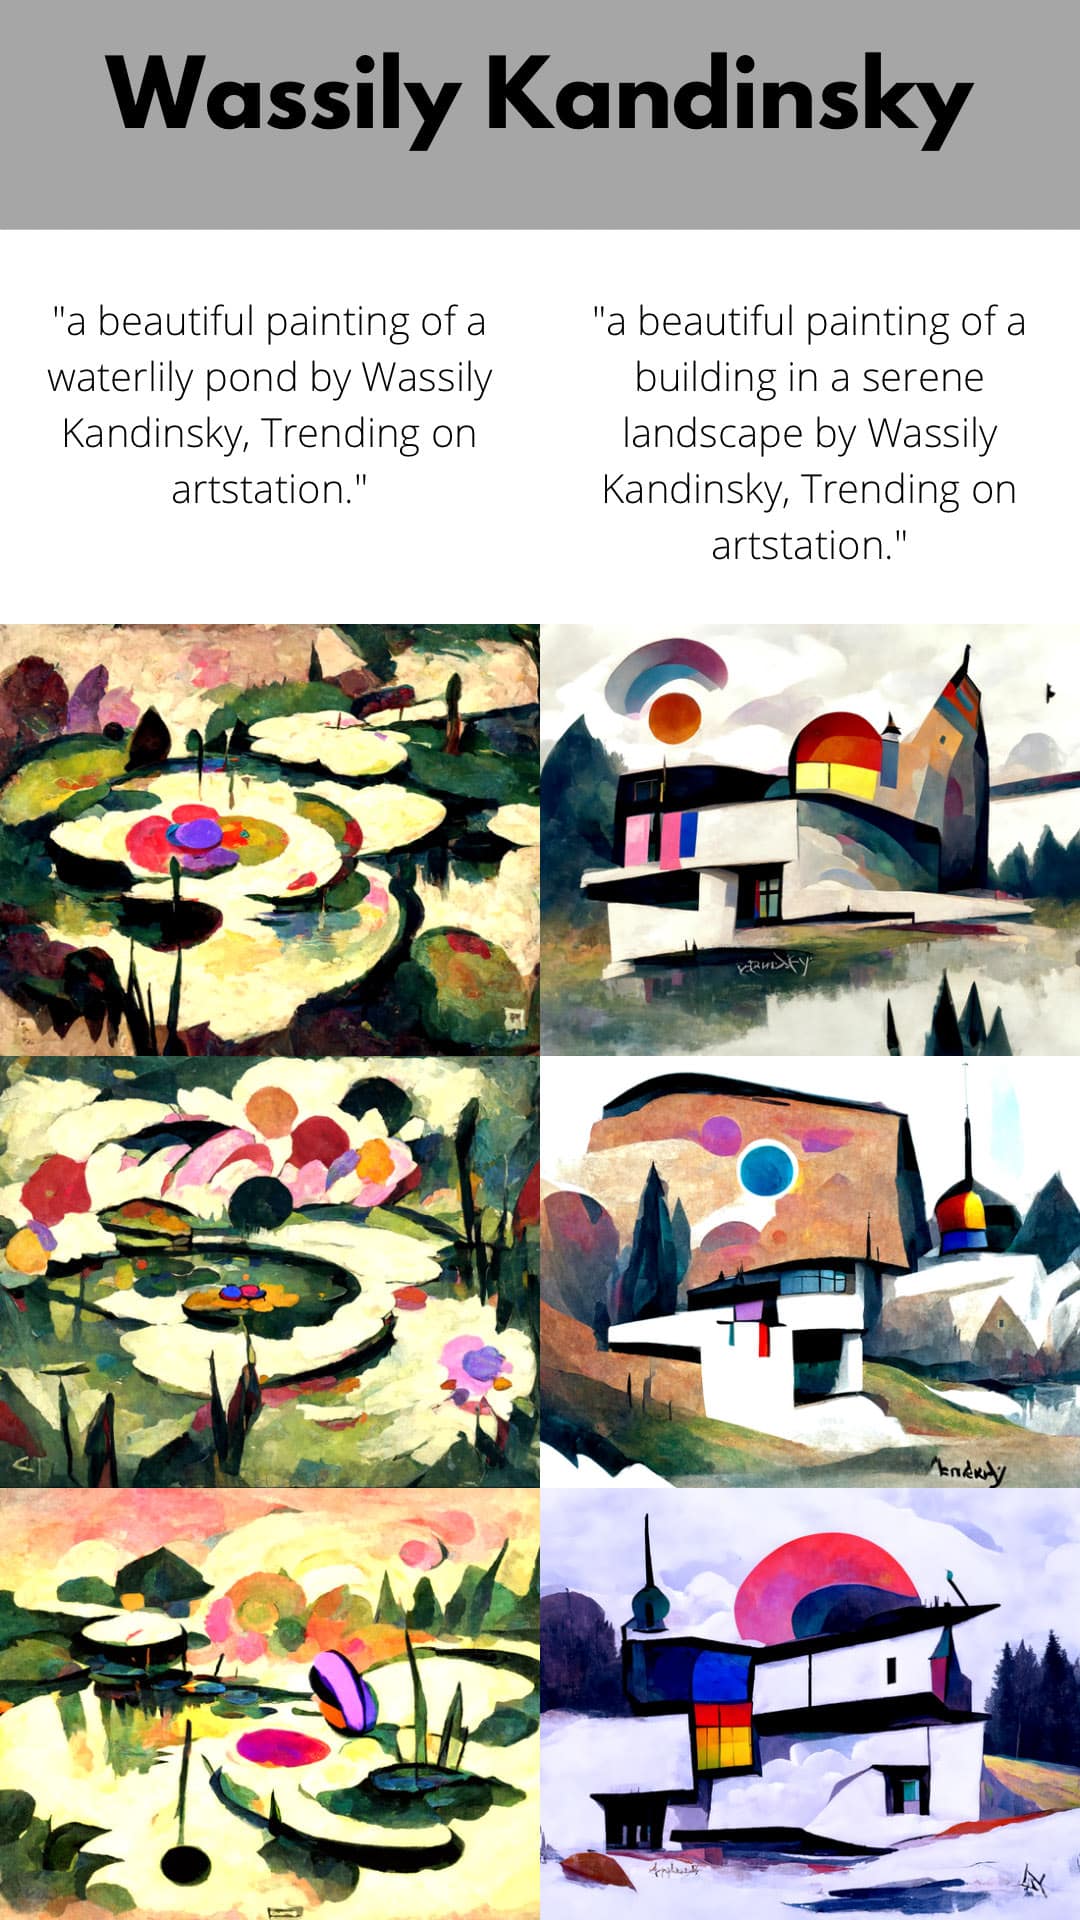 Wassily Kandinsky
"a beautiful painting of a
waterlily pond by Wassily
Kandinsky, Trending on
artstation."
"a beautiful painting of a
building in a serene
landscape by Wassily
Kandinsky, Trending on
artstation."